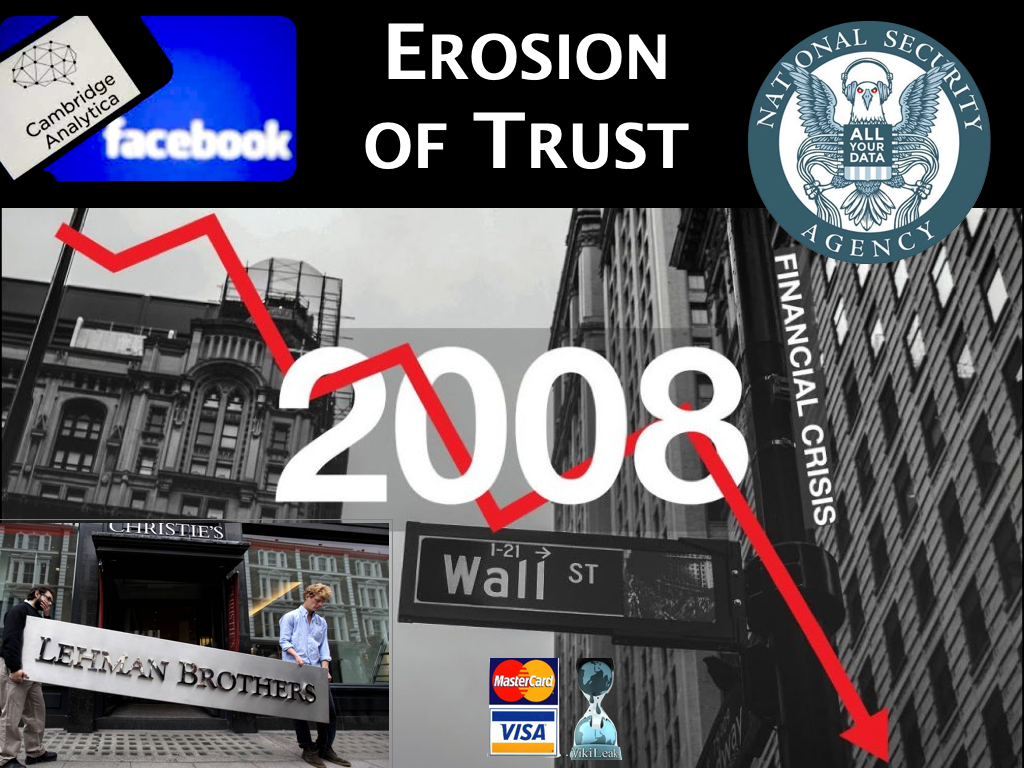 EROSION
OF TRUST
Cambridge
Analytica
facebook
NATIONAL SECURITY
ALL
YOUR
DATA
AGENCY
FINANCIAL CRISIS
2008
1-21 →
Wall ST
CHRISTIE'S
LEHMAN BROTHERS
MasterCard
VISA
WikiLeaks